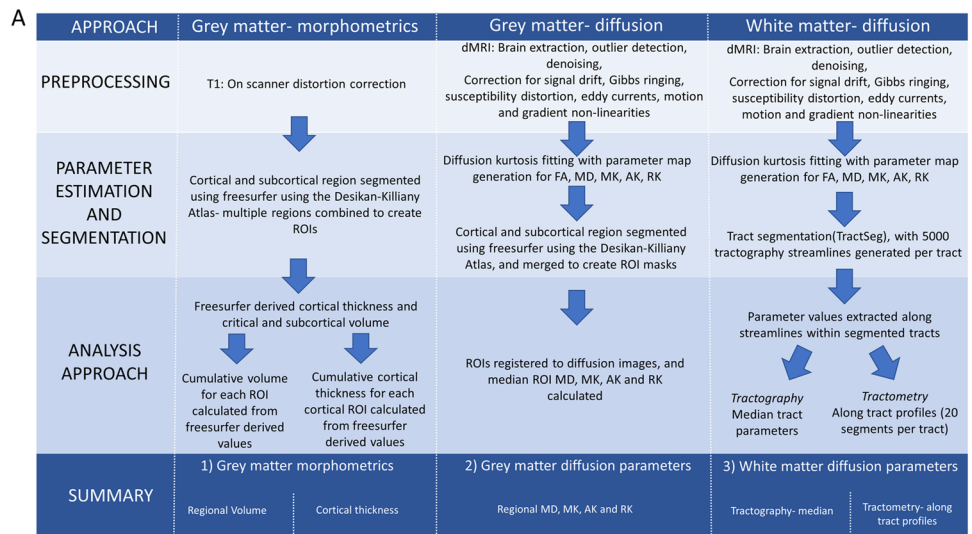 A
APPROACH
Grey matter- morphometrics
Grey matter- diffusion
White matter- diffusion
PREPROCESSING
T1: On scanner distortion correction
dMRI: Brain extraction, outlier detection,
denoising,
Correction for signal drift, Gibbs ringing,
susceptibility distortion, eddy currents, motion
and gradient non-linearities
dMRI: Brain extraction, outlier detection,
denoising,
Correction for signal drift, Gibbs ringing,
susceptibility distortion, eddy currents,
motion and gradient non-linearities
PARAMETER
ESTIMATION
AND
SEGMENTATION
Cortical and subcortical region segmented
using freesurfer using the Desikan-Killiany
Atlas- multiple regions combined to create
ROIs
Diffusion kurtosis fitting with parameter map
generation for FA, MD, MK, AK, RK
Cortical and subcortical region segmented
using freesurfer using the Desikan-Killiany
Atlas, and merged to create ROI masks
Diffusion kurtosis fitting with parameter map
generation for FA, MD, MK, AK, RK
Tract segmentation(TractSeg), with 5000
tractography streamlines generated per tract
ANALYSIS
APPROACH
Freesurfer derived cortical thickness and
critical and subcortical volume
Cumulative volume
for each ROI
calculated from
freesurfer derived
values
Cumulative cortical
thickness for each
cortical ROI calculated
from freesurfer
derived values
ROIs registered to diffusion images, and
median ROI MD, MK, AK and RK
calculated
Parameter values extracted along
streamlines within segmented tracts
Tractography
Median tract
parameters
Tractometry
Along tract profiles (20
segments per tract)
SUMMARY
1) Grey matter morphometrics
Regional Volume
Cortical thickness
2) Grey matter diffusion parameters
Regional MD, MK, AK and RK
3) White matter diffusion parameters
Tractography- median
Tractometry- along
tract profiles